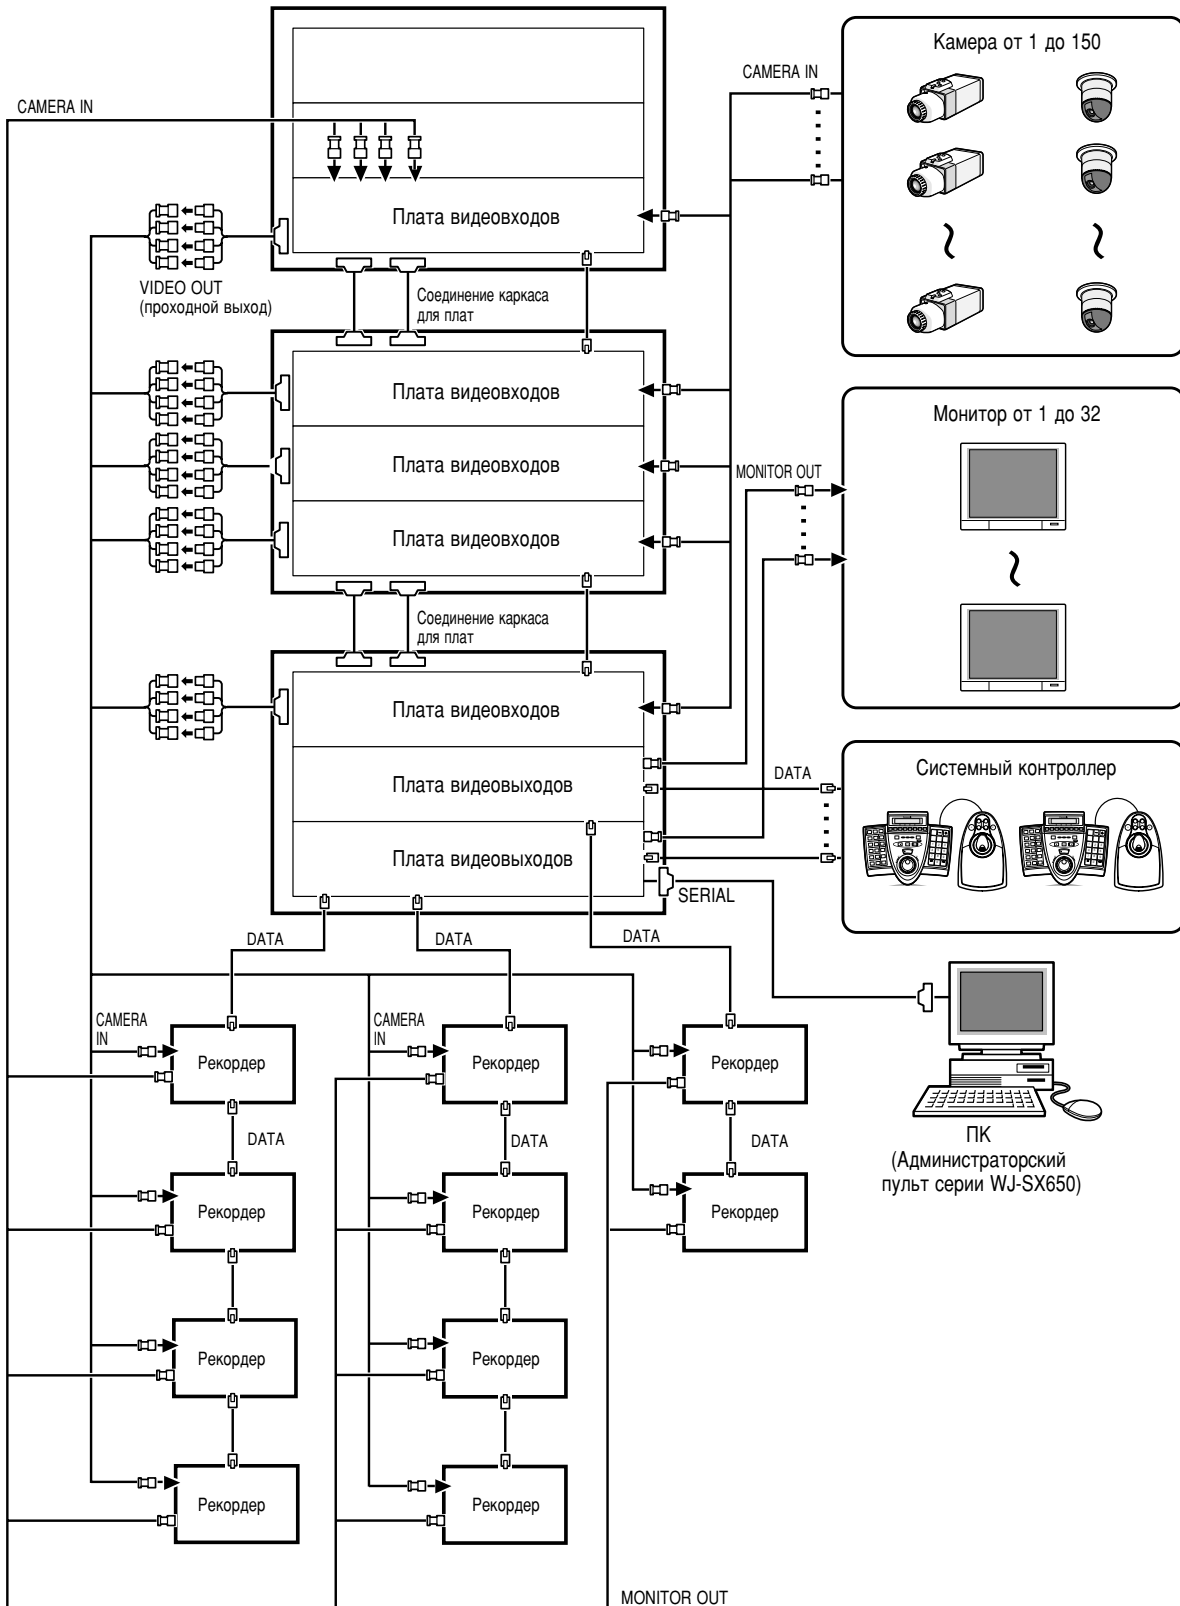 Камера от 1 до 150
CAMERA IN
CAMERA IN
Плата видеовходов
VIDEO OUT
(проходной выход)
Соединение каркаса
для плат
Плата видеовходов
Монитор от 1 до 32
Плата видеовходов
MONITOR OUT
Плата видеовходов
Соединение каркаса
для плат
Плата видеовходов
Системный контроллер
DATA
Плата видеовыходов
Плата видеовыходов
SERIAL
DATA
DATA
DATA
CAMERA
IN
CAMERA
IN
Рекордер
Рекордер
Рекордер
ПК
(Администраторский
пульт серии WJ-SX650)
DATA
DATA
DATA
Рекордер
Рекордер
Рекордер
Рекордер
Рекордер
Рекордер
Рекордер
MONITOR OUT